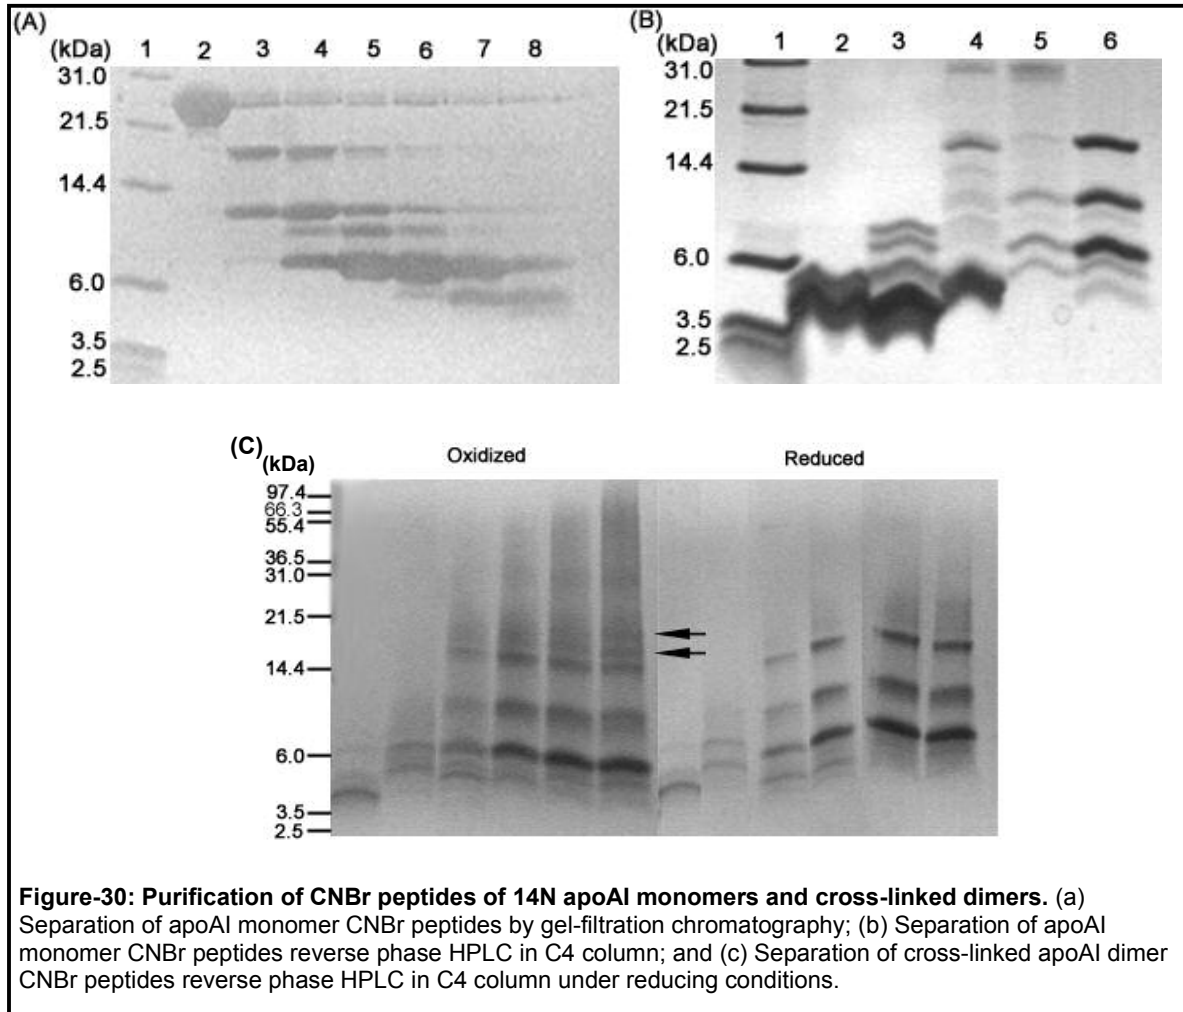 (A)
(kDa) 1 2 3 4 5 6 7 8
31.0
21.5
14.4
6.0
3.5
2.5
(B)
(kDa) 1 2 3 4 5 6
31.0
21.5
14.4
6.0
3.5
2.5
(C)
(kDa) Oxidized Reduced
97.4
66.3
55.4
36.5
31.0
21.5
14.4
6.0
3.5
2.5
Figure-30: Purification of CNBr peptides of 14N apoAI monomers and cross-linked dimers. (a)
Separation of apoAI monomer CNBr peptides by gel-filtration chromatography; (b) Separation of apoAI
monomer CNBr peptides reverse phase HPLC in C4 column; and (c) Separation of cross-linked apoAI dimer
CNBr peptides reverse phase HPLC in C4 column under reducing conditions.